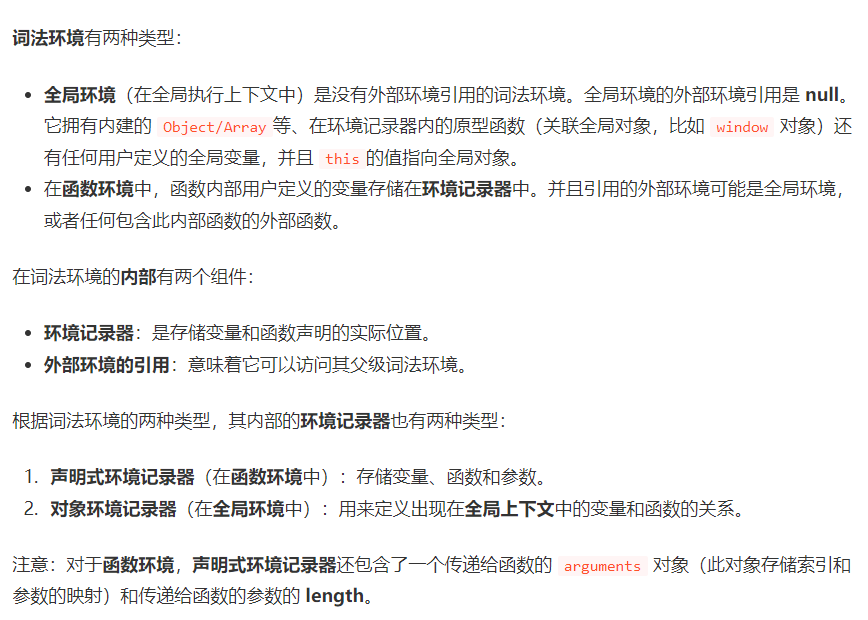 词法环境有两种类型：
• 全局环境（在全局执行上下文中）是没有外部环境引用的词法环境。全局环境的外部环境引用是 null。
它拥有内建的 Object/Array 等、在环境记录器内的原型函数（关联全局对象，比如 window 对象）还
有任何用户定义的全局变量，并且 this 的值指向全局对象。
• 在函数环境中，函数内部用户定义的变量存储在环境记录器中。并且引用的外部环境可能是全局环境，
或者任何包含此内部函数的外部函数。
在词法环境的内部有两个组件：
• 环境记录器：是存储变量和函数声明的实际位置。
• 外部环境的引用：意味着它可以访问其父级词法环境。
根据词法环境的两种类型，其内部的环境记录器也有两种类型：
1. 声明式环境记录器（在函数环境中）：存储变量、函数和参数。
2. 对象环境记录器（在全局环境中）：用来定义出现在全局上下文中的变量和函数的关系。
注意：对于函数环境，声明式环境记录器还包含了一个传递给函数的 arguments 对象（此对象存储索引和
参数的映射）和传递给函数的参数的 length。